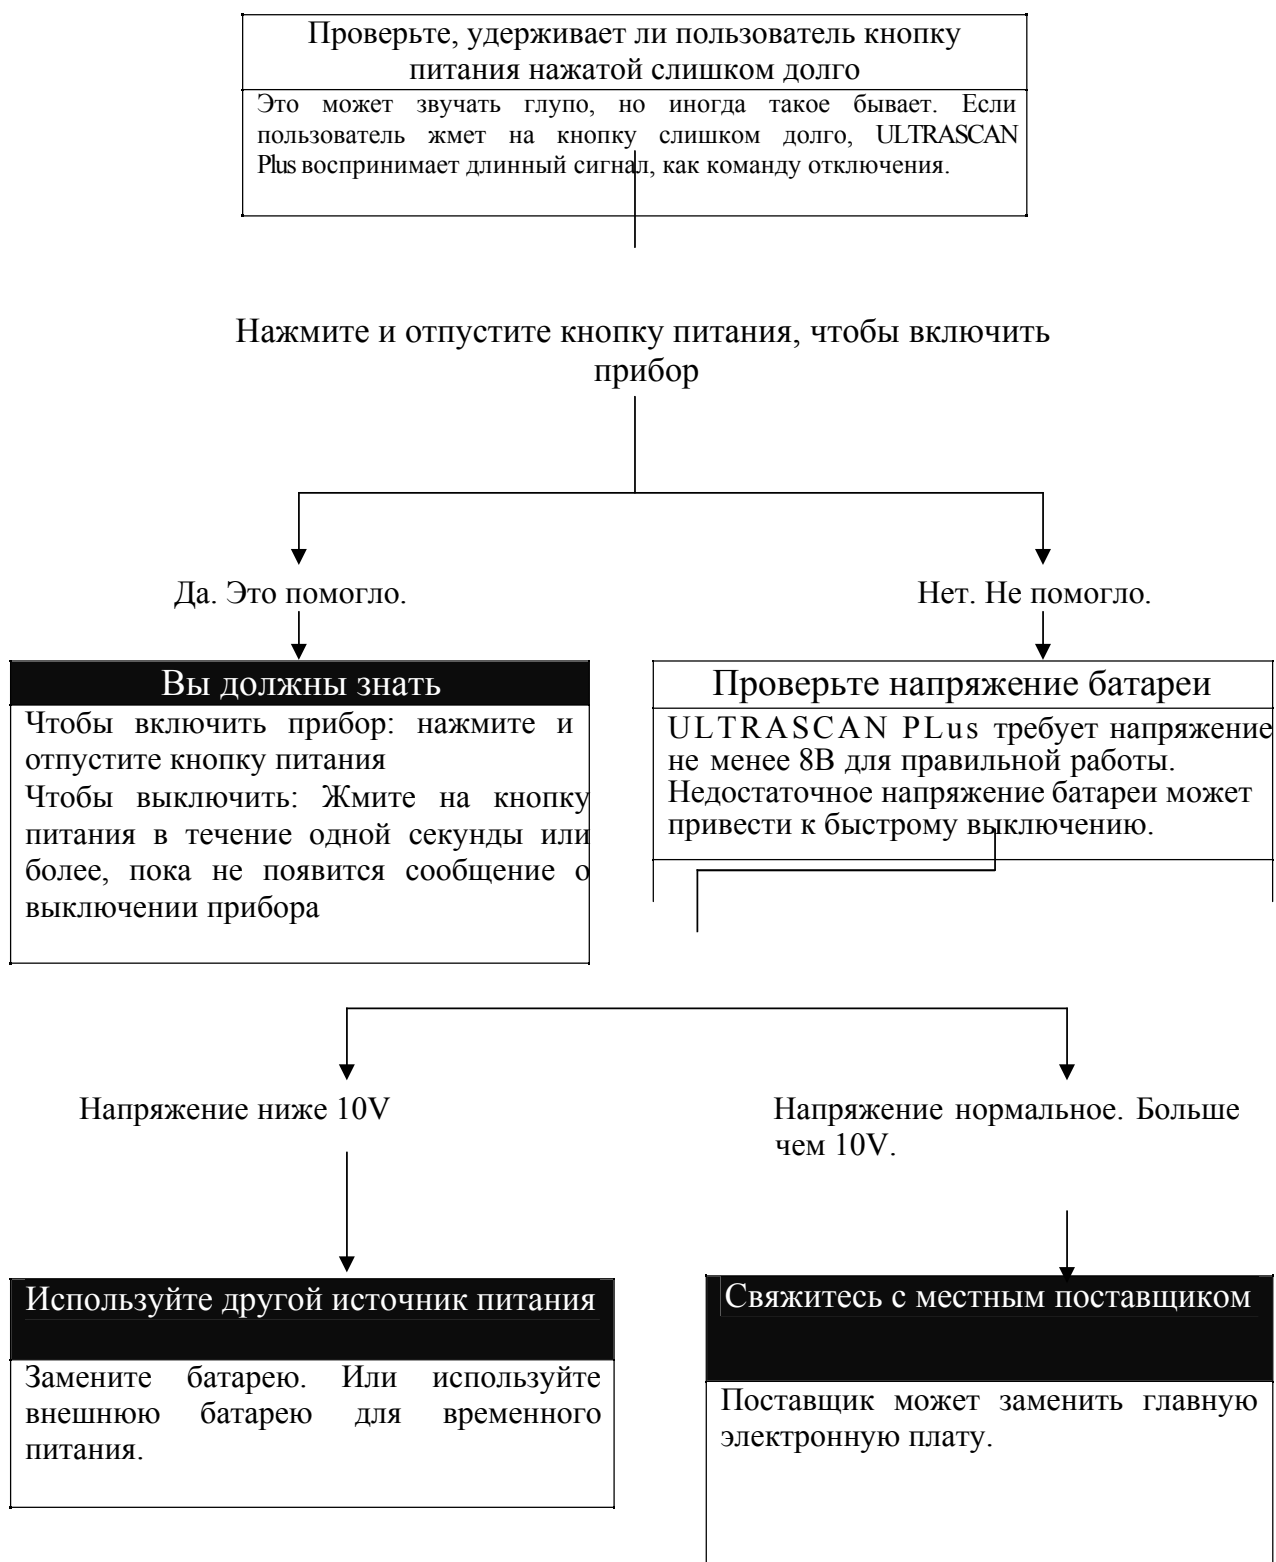 Проверьте, удерживает ли пользователь кнопку
питания нажатой слишком долго
Это может звучать глупо, но иногда такое бывает. Если
пользователь жмет на кнопку слишком долго, ULTRASCAN
Plus воспринимает длинный сигнал, как команду отключения.
Нажмите и отпустите кнопку питания, чтобы включить
прибор
Да. Это помогло.
Нет. Не помогло.
Вы должны знать
Чтобы включить прибор: нажмите и
отпустите кнопку питания
Чтобы выключить: Жмите на кнопку
питания в течение одной секунды или
более, пока не появится сообщение о
выключении прибора
Проверьте напряжение батареи
ULTRASCAN PLus требует напряжение
не менее 8В для правильной работы.
Недостаточное напряжение батареи может
привести к быстрому выключению.
Напряжение ниже 10V
Напряжение нормальное. Больше
чем 10V.
Используйте другой источник питания
Замените батарею. Или используйте
внешнюю батарею для временного
питания.
Свяжитесь с местным поставщиком
Поставщик может заменить главную
электронную плату.